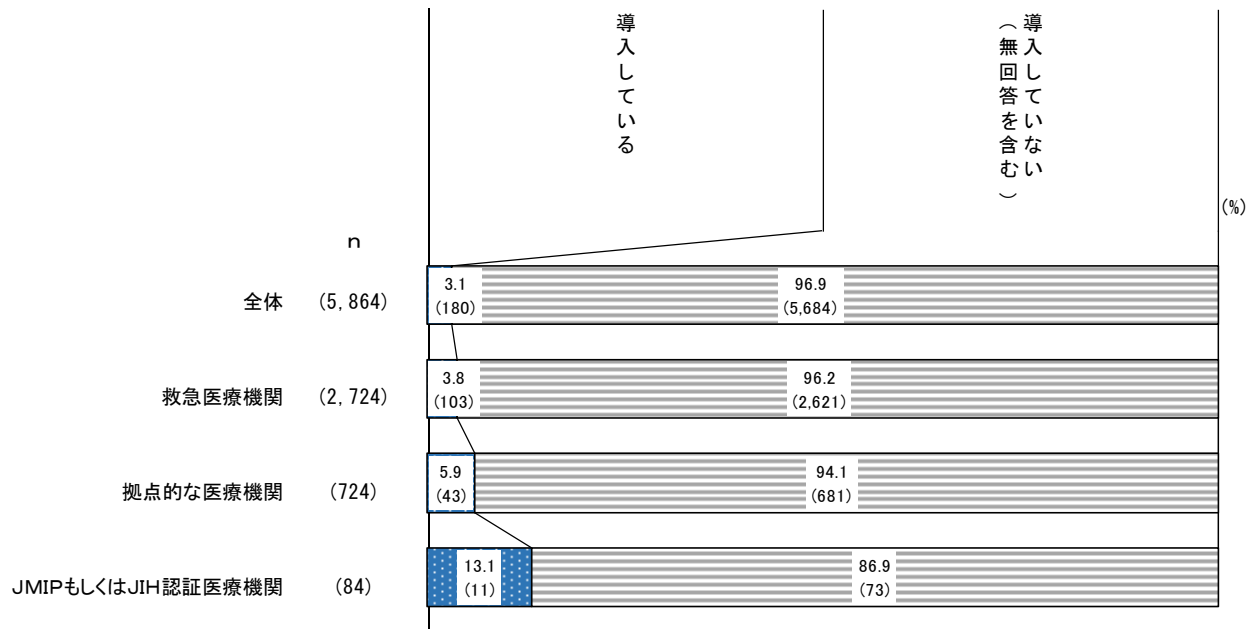 導入している
導入していない
（無回答を含む）
(%)
ｎ
全体 (5,864) 3.1 96.9
(180) (5,684)
救急医療機関 (2,724) 3.8 96.2
(103) (2,621)
拠点的な医療機関 (724) 5.9 94.1
(43) (681)
JMIPもしくはJIH認証医療機関 (84) 13.1 86.9
(11) (73)